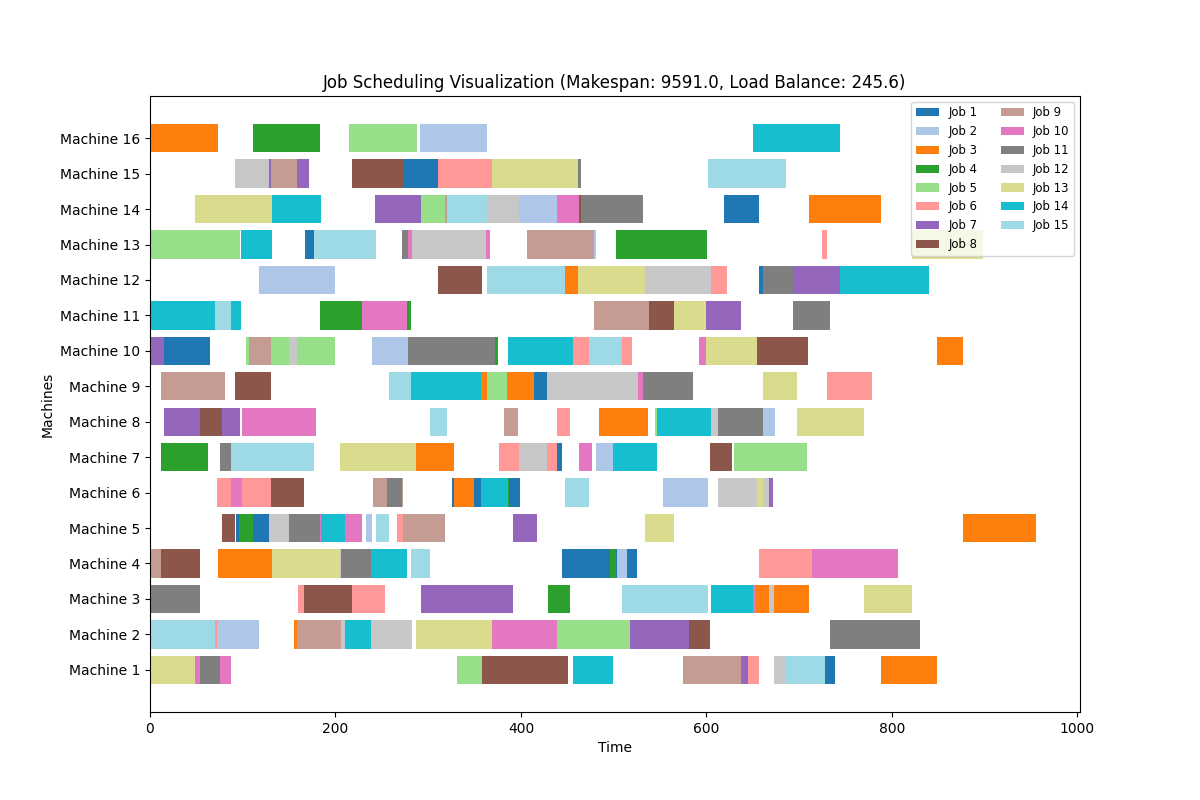 Job Scheduling Visualization (Makespan: 9591.0, Load Balance: 245.6)
Machine 16
Machine 15
Machine 14
Machine 13
Machine 12
Machine 11
Machine 10
Machine 9
Machine 8
Machine 7
Machine 6
Machine 5
Machine 4
Machine 3
Machine 2
Machine 1
Machines
Job 1
Job 2
Job 3
Job 4
Job 5
Job 6
Job 7
Job 8
Job 9
Job 10
Job 11
Job 12
Job 13
Job 14
Job 15
0 200 400 600 800 1000
Time